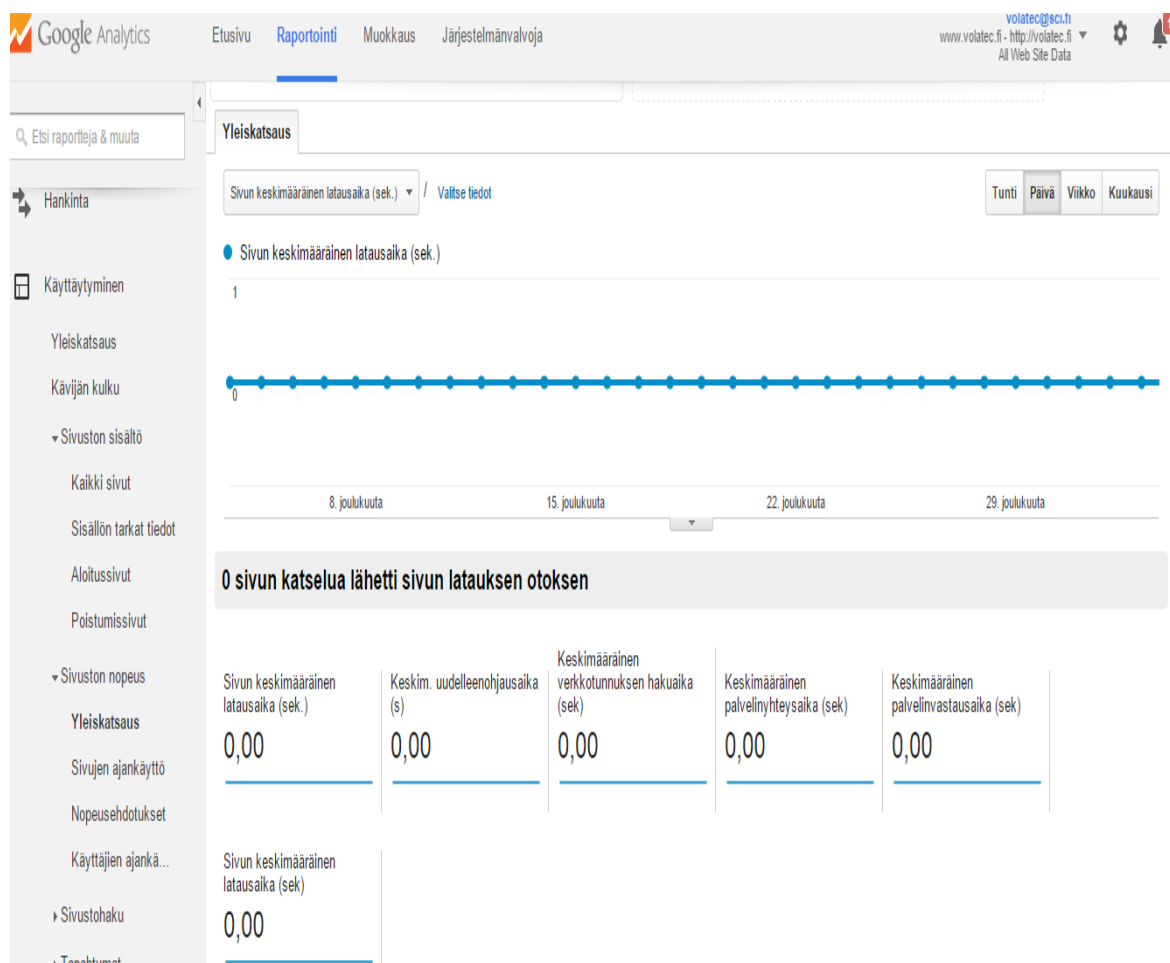 Google Analytics
Etusivu Raportointi Muokkaus Järjestelmänvalvoja
volatec@sci.fi
www.volatec.fi - http://volatec.fi
All Web Site Data
Etsi raportteja & muuta
Hankinta
Käyttäytyminen
Yleiskatsaus
Kävijän kulku
Sivuston sisältö
Kaikki sivut
Sisällön tarkat tiedot
Aloitussivut
Poistumissivut
Sivuston nopeus
Yleiskatsaus
Sivujen ajankäyttö
Nopeusehdotukset
Käyttäjien ajankä...
Sivustohaku
Tapahtumat
Yleiskatsaus
Sivun keskimääräinen latausaika (sek.) / Valitse tiedot
Tunti Päivä Viikko Kuukausi
Sivun keskimääräinen latausaika (sek.)
1
0
8. joulukuuta 15. joulukuuta 22. joulukuuta 29. joulukuuta
0 sivun katselua lähetti sivun latauksen otoksen
Sivun keskimääräinen
latausaika (sek.)
0,00
Keskim. uudelleenohjausaika
(s)
0,00
Keskimääräinen
verkkotunnuksen hakuaika
(sek)
0,00
Keskimääräinen
palvelinyhteysaika (sek)
0,00
Keskimääräinen
palvelinvastausaika (sek)
0,00
Sivun keskimääräinen
latausaika (sek)
0,00